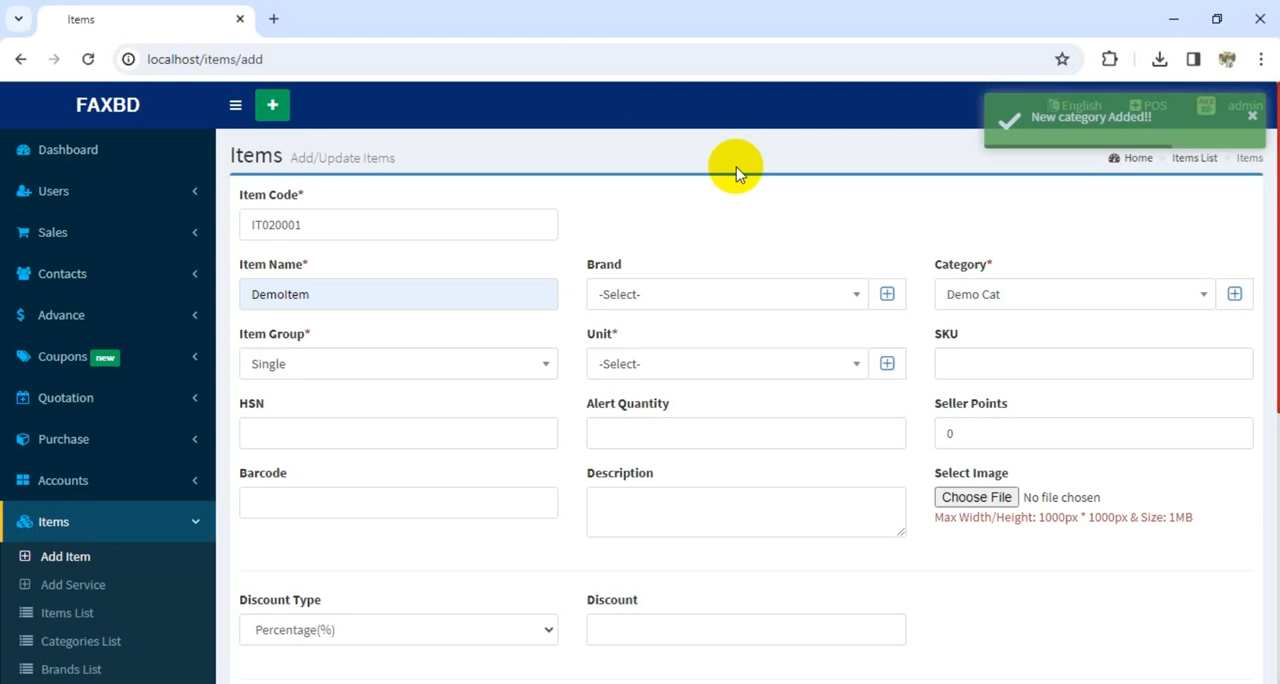 Items
localhost/items/add
FAXBD
English
POS
admin
New category Added!!
Dashboard
Users
Sales
Contacts
Advance
Coupons new
Quotation
Purchase
Accounts
Items
Add Item
Add Service
Items List
Categories List
Brands List
Items Add/Update Items
Home > Items List > Items
Item Code*
IT020001
Item Name*
Brand
Category*
DemoItem
-Select-
Demo Cat
Item Group*
Unit*
SKU
Single
-Select-
HSN
Alert Quantity
Seller Points
0
Barcode
Description
Select Image
Choose File No file chosen
Max Width/Height: 1000px * 1000px & Size: 1MB
Discount Type
Discount
Percentage(%)